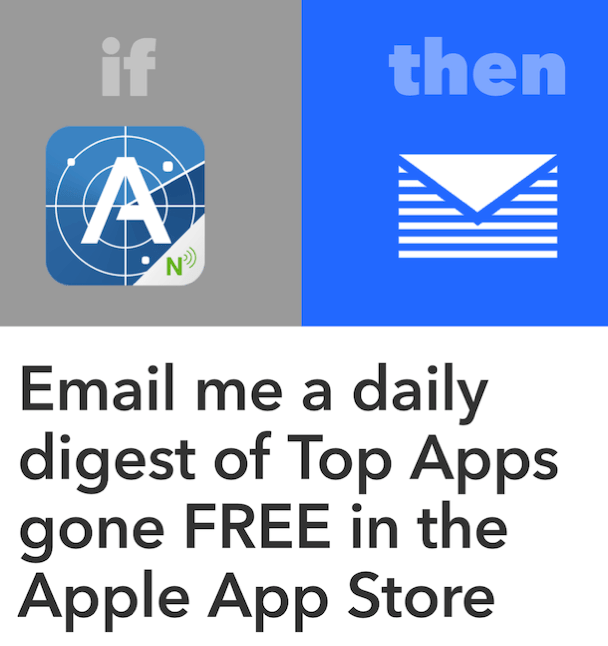 if
then
A
N
Email me a daily
digest of Top Apps
gone FREE in the
Apple App Store